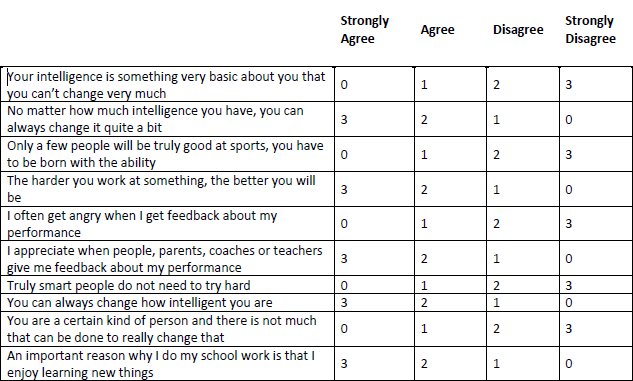 Strongly Agree Agree Disagree Strongly Disagree
Your intelligence is something very basic about you that
you can't change very much 0 1 2 3
No matter how much intelligence you have, you can
always change it quite a bit 3 2 1 0
Only a few people will be truly good at sports, you have
to be born with the ability 0 1 2 3
The harder you work at something, the better you will
be 3 2 1 0
I often get angry when I get feedback about my
performance 0 1 2 3
I appreciate when people, parents, coaches or teachers
give me feedback about my performance 3 2 1 0
Truly smart people do not need to try hard 0 1 2 3
You can always change how intelligent you are 3 2 1 0
You are a certain kind of person and there is not much
that can be done to really change that 0 1 2 3
An important reason why I do my school work is that I
enjoy learning new things 3 2 1 0